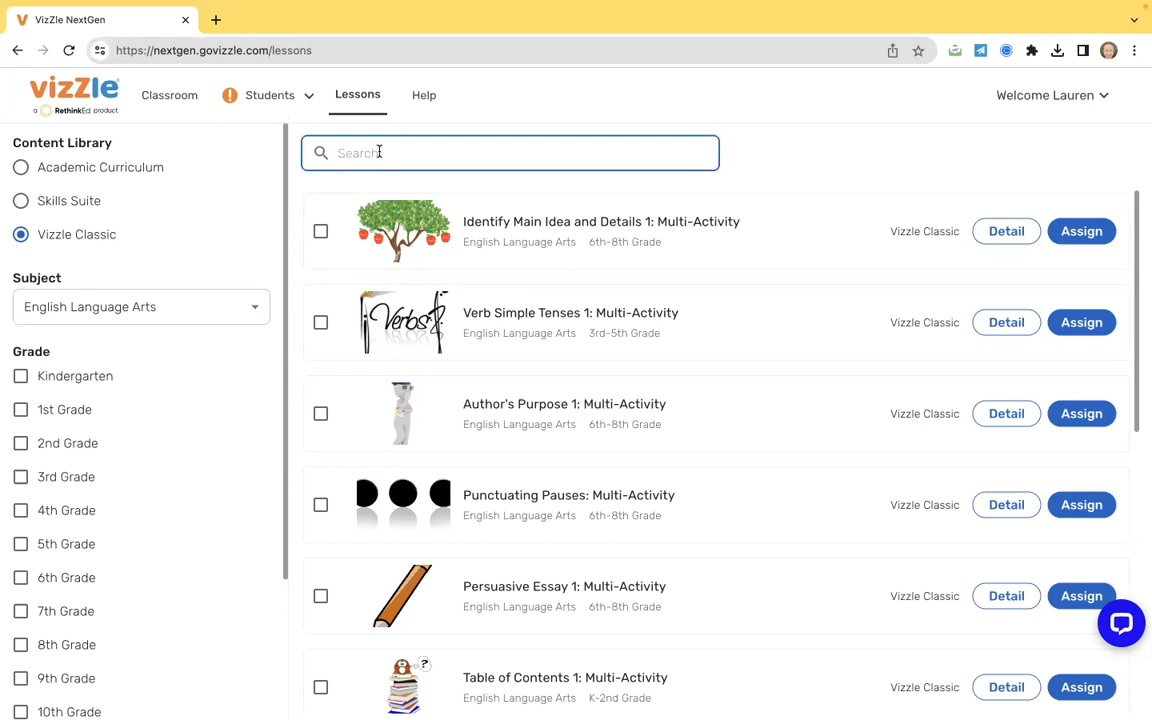 VizZle NextGen
https://nextgen.govizzle.com/lessons
vizZle
a RethinkEd product
Classroom
Students
Lessons
Help
Welcome Lauren
Content Library
Academic Curriculum
Skills Suite
Vizzle Classic
Subject
English Language Arts
Grade
Kindergarten
1st Grade
2nd Grade
3rd Grade
4th Grade
5th Grade
6th Grade
7th Grade
8th Grade
9th Grade
10th Grade
Search
Identify Main Idea and Details 1: Multi-Activity
English Language Arts 6th-8th Grade
Vizzle Classic Detail Assign
Verbs
Verb Simple Tenses 1: Multi-Activity
English Language Arts 3rd-5th Grade
Vizzle Classic Detail Assign
Author's Purpose 1: Multi-Activity
English Language Arts 6th-8th Grade
Vizzle Classic Detail Assign
Punctuating Pauses: Multi-Activity
English Language Arts 6th-8th Grade
Vizzle Classic Detail Assign
Persuasive Essay 1: Multi-Activity
English Language Arts 6th-8th Grade
Vizzle Classic Detail Assign
?
Table of Contents 1: Multi-Activity
English Language Arts K-2nd Grade
Vizzle Classic Detail Assign